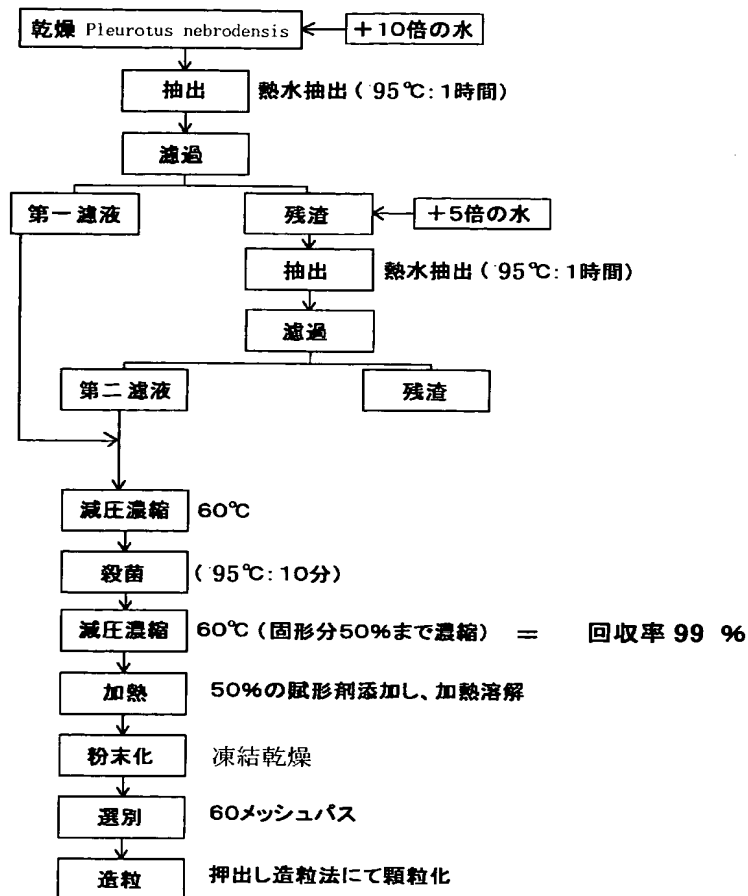 乾燥 Pleurotus nebrodensis
+10倍の水
抽出 熱水抽出(95℃:1時間)
濾過
第一濾液 残渣 +5倍の水
抽出 熱水抽出(95℃:1時間)
濾過
第二濾液 残渣
減圧濃縮 60℃
殺菌 (95℃:10分)
減圧濃縮 60℃(固形分50%まで濃縮) = 回収率 99 %
加熱 50%の賦形剤添加し、加熱溶解
粉末化 凍結乾燥
選別 60メッシュパス
造粒 押出し造粒法にて顆粒化